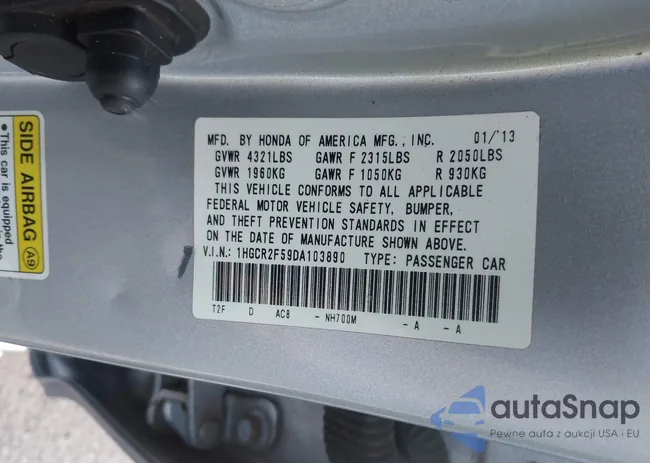 SIDE AIRBAG A9
• This car is equipped
MFD. BY HONDA OF AMERICA MFG., INC. 01/'13
GVWR 4321LBS GAWR F 2315LBS R 2050LBS
GVWR 1960KG GAWR F 1050KG R 930KG
THIS VEHICLE CONFORMS TO ALL APPLICABLE
FEDERAL MOTOR VEHICLE SAFETY, BUMPER,
AND THEFT PREVENTION STANDARDS IN EFFECT
ON THE DATE OF MANUFACTURE SHOWN ABOVE.
V.I.N.: 1HGCR2F59DA103890 TYPE: PASSENGER CAR
T2F D AC8 - NH700M - A - A
autoSnap
Pewne auta z aukcji USA i EU